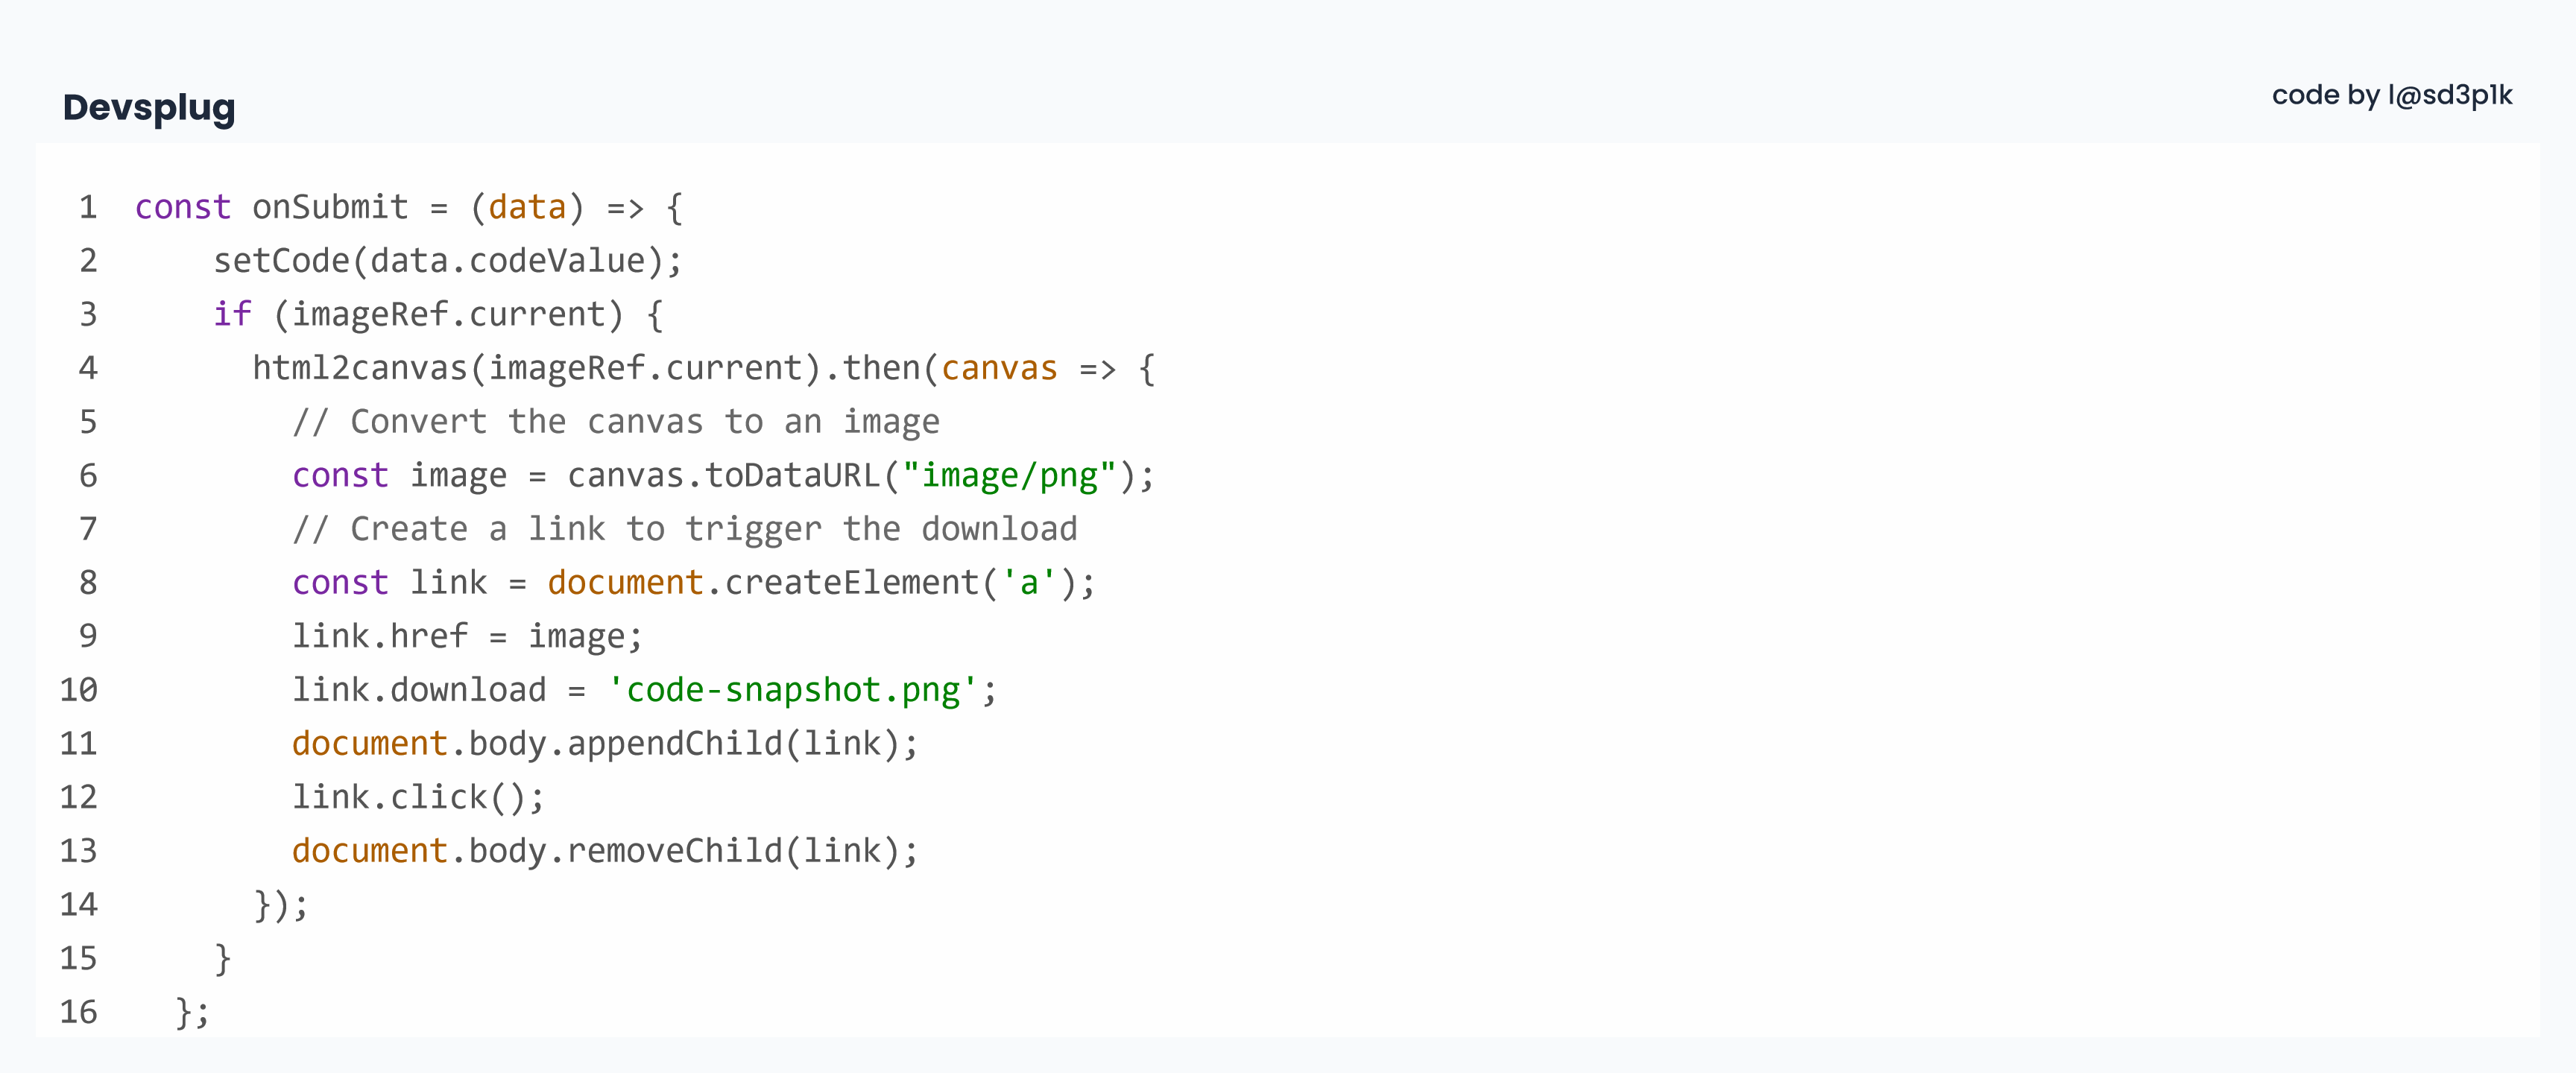 Devsplug
code by l@sd3p1k
1 const onSubmit = (data) => {
2     setCode(data.codeValue);
3     if (imageRef.current) {
4       html2canvas(imageRef.current).then(canvas => {
5         // Convert the canvas to an image
6         const image = canvas.toDataURL("image/png");
7         // Create a link to trigger the download
8         const link = document.createElement('a');
9         link.href = image;
10         link.download = 'code-snapshot.png';
11         document.body.appendChild(link);
12         link.click();
13         document.body.removeChild(link);
14       });
15     }
16   };